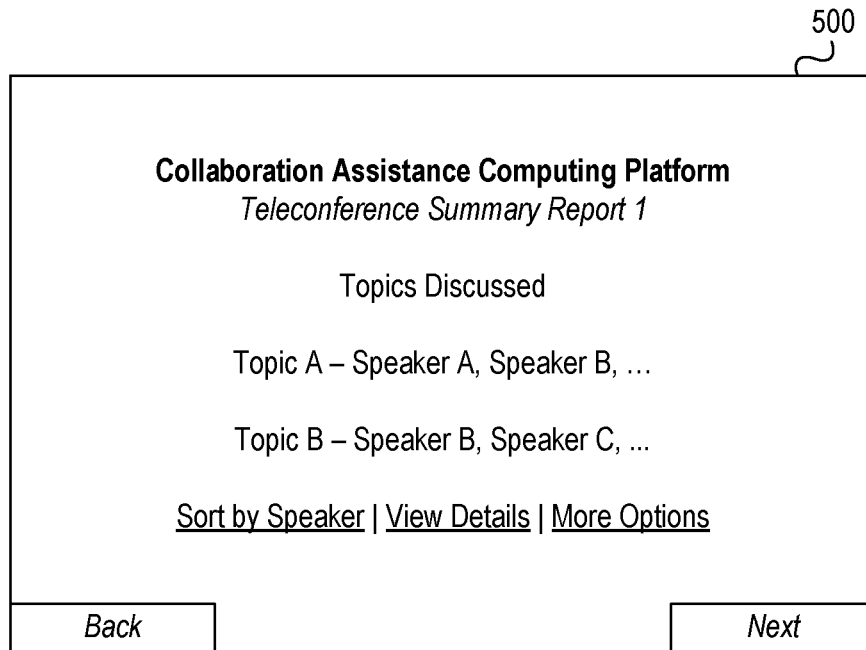 500
Collaboration Assistance Computing Platform
Teleconference Summary Report 1
Topics Discussed
Topic A – Speaker A, Speaker B, …
Topic B – Speaker B, Speaker C, ...
Sort by Speaker | View Details | More Options
Back
Next